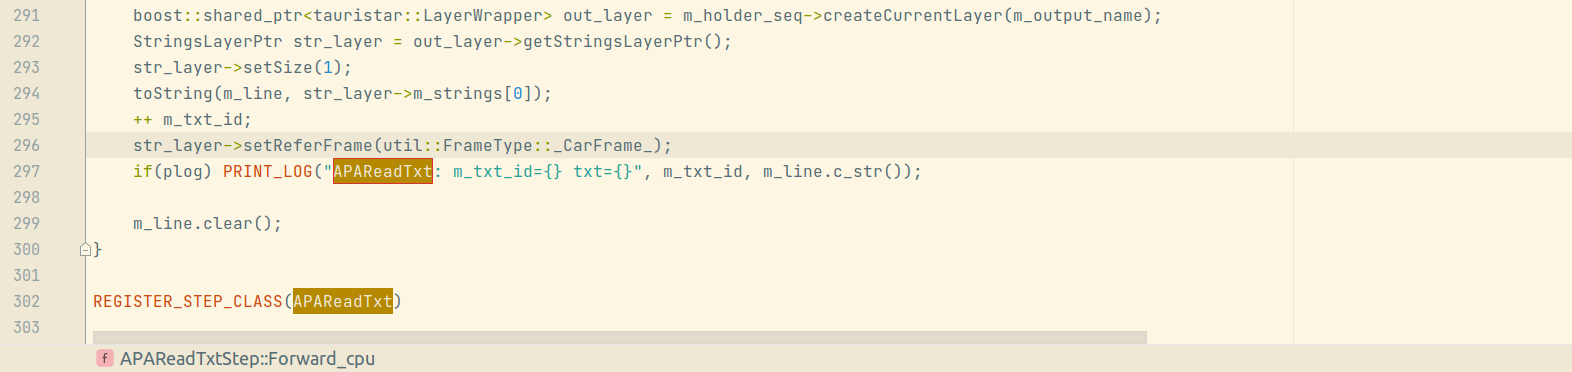 291 boost::shared_ptr<tauristar::LayerWrapper> out_layer = m_holder_seq->createCurrentLayer(m_output_name);
292 StringsLayerPtr str_layer = out_layer->getStringsLayerPtr();
293 str_layer->setSize(1);
294 toString(m_line, str_layer->m_strings[0]);
295 ++ m_txt_id;
296 str_layer->setReferFrame(util::FrameType::_CarFrame_);
297 if(plog) PRINT_LOG("APAReadTxt: m_txt_id={} txt={}", m_txt_id, m_line.c_str());
298
299 m_line.clear();
300 }
301
302 REGISTER_STEP_CLASS(APAReadTxt)
303
f APAReadTxtStep::Forward_cpu